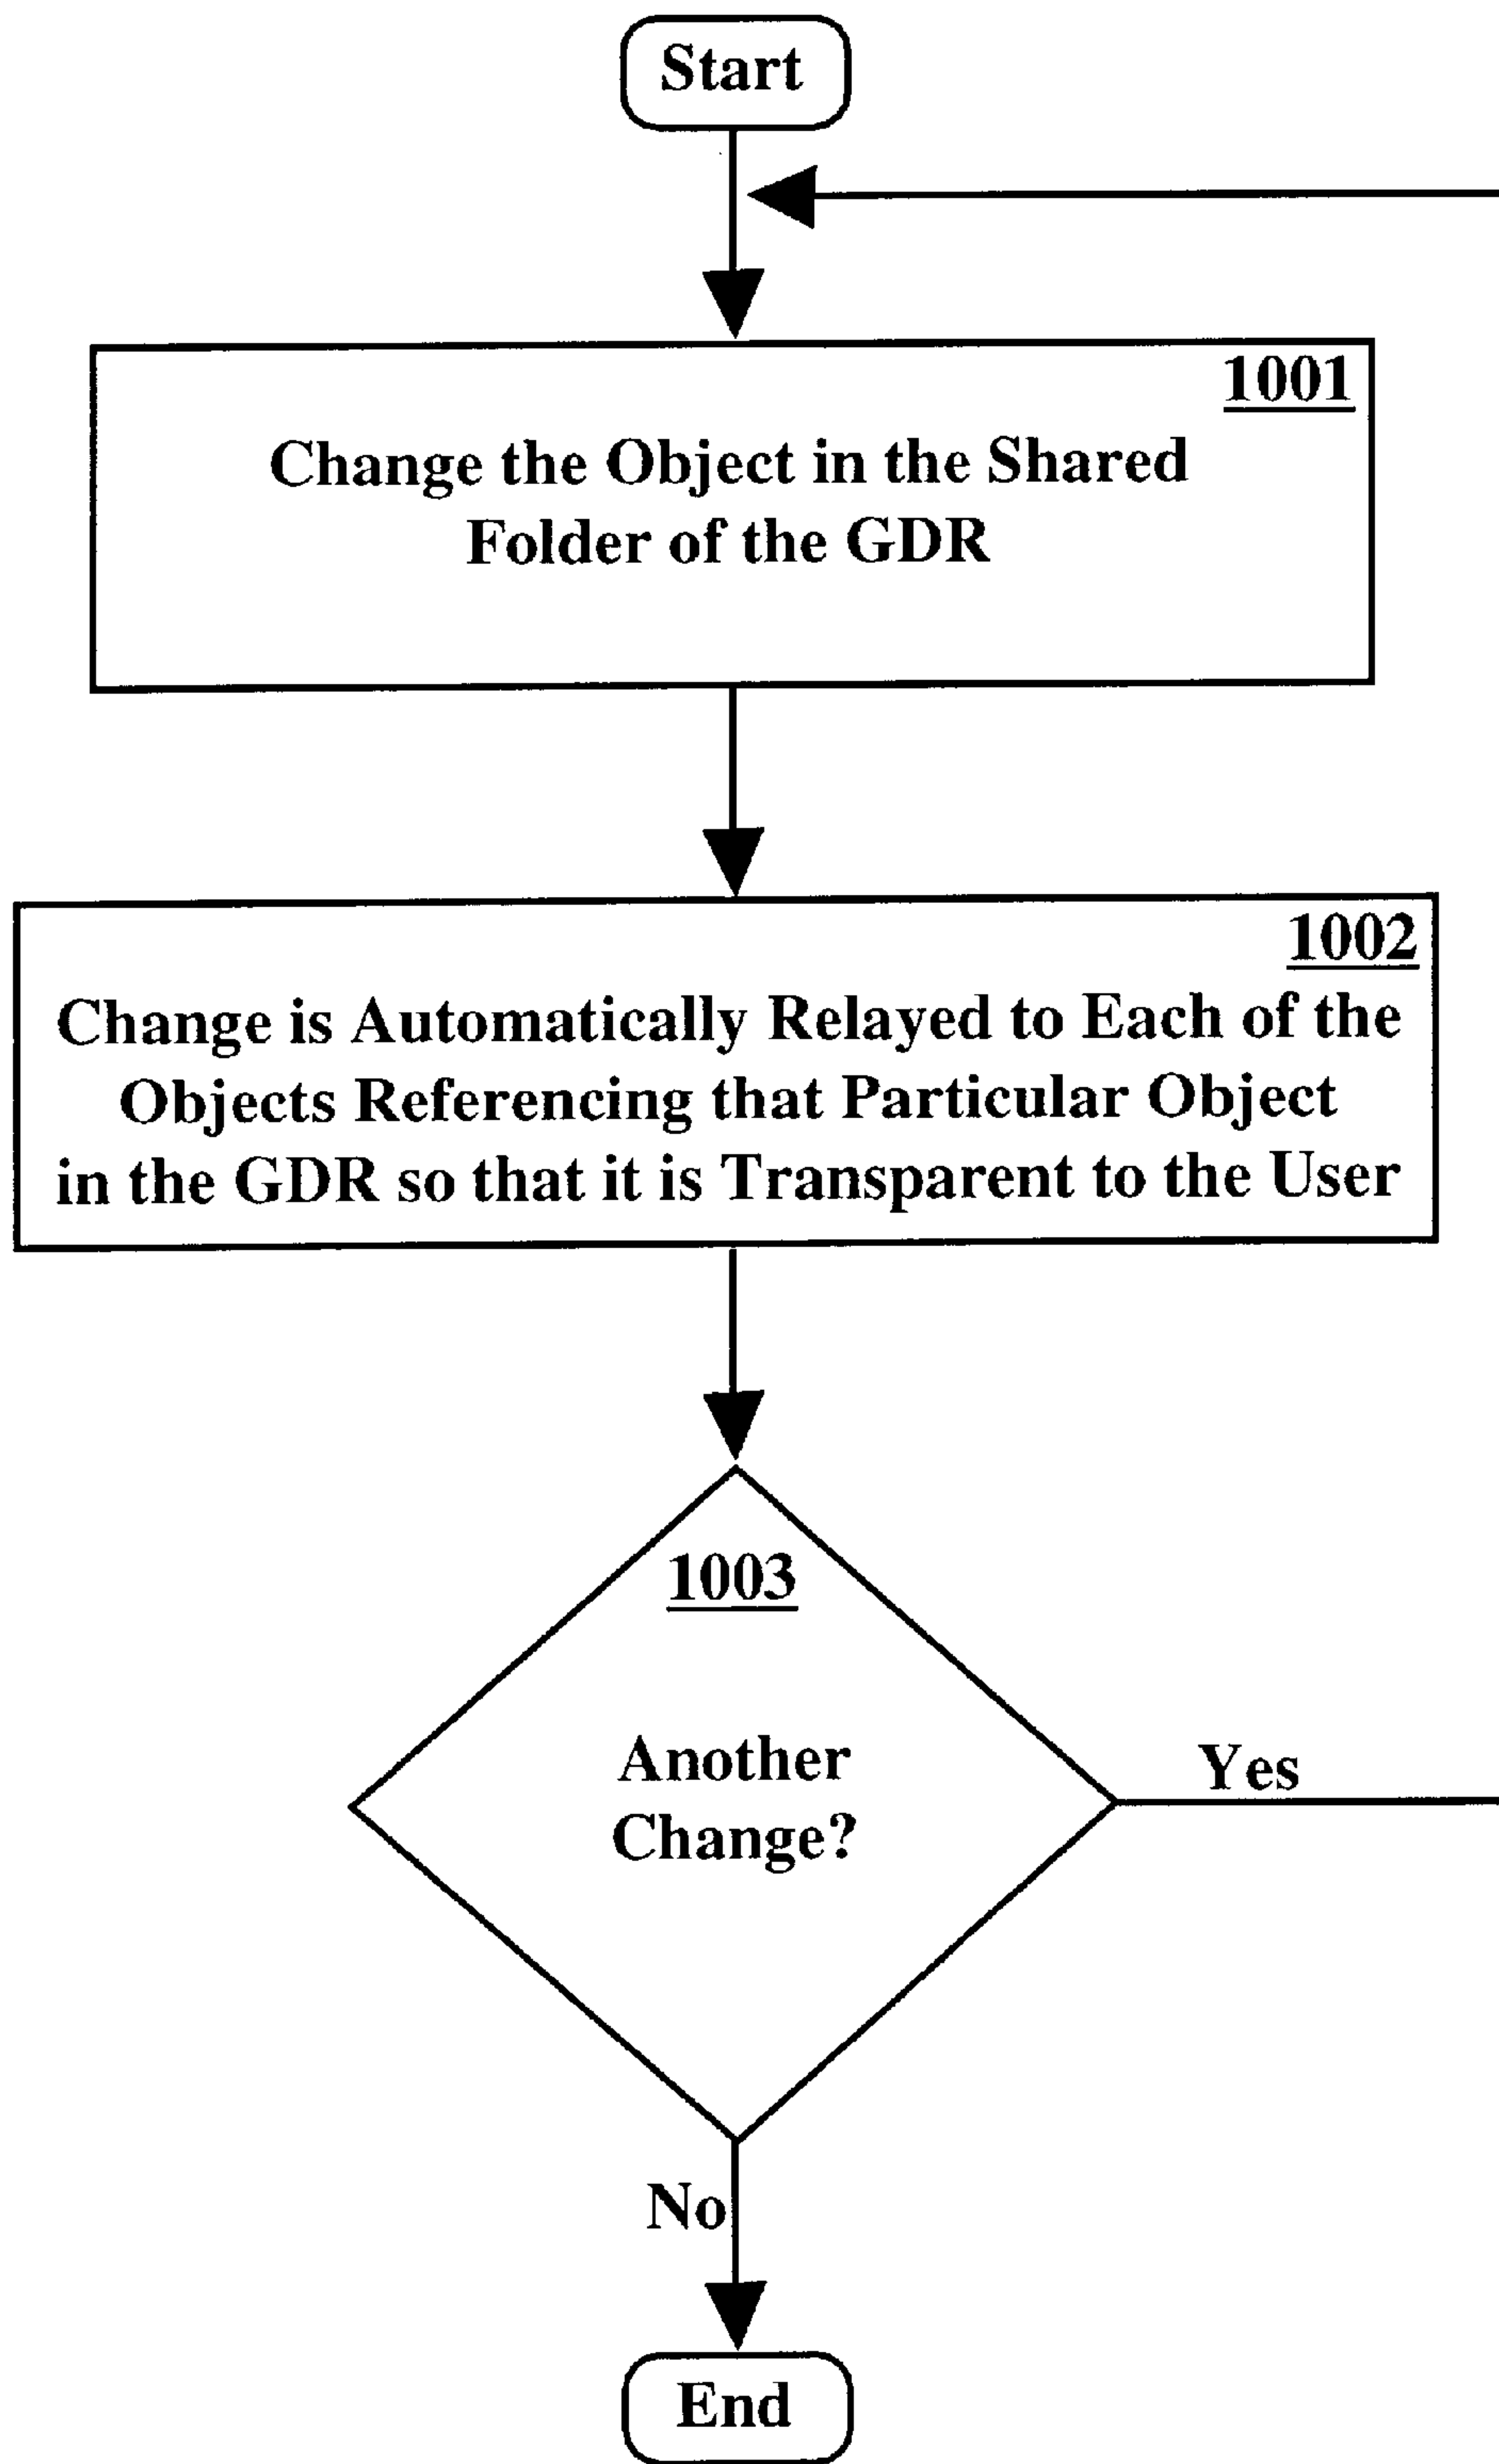 Start
1001
Change the Object in the Shared
Folder of the GDR
1002
Change is Automatically Relayed to Each of the
Objects Referencing that Particular Object
in the GDR so that it is Transparent to the User
1003
Another
Change?
Yes
No
End